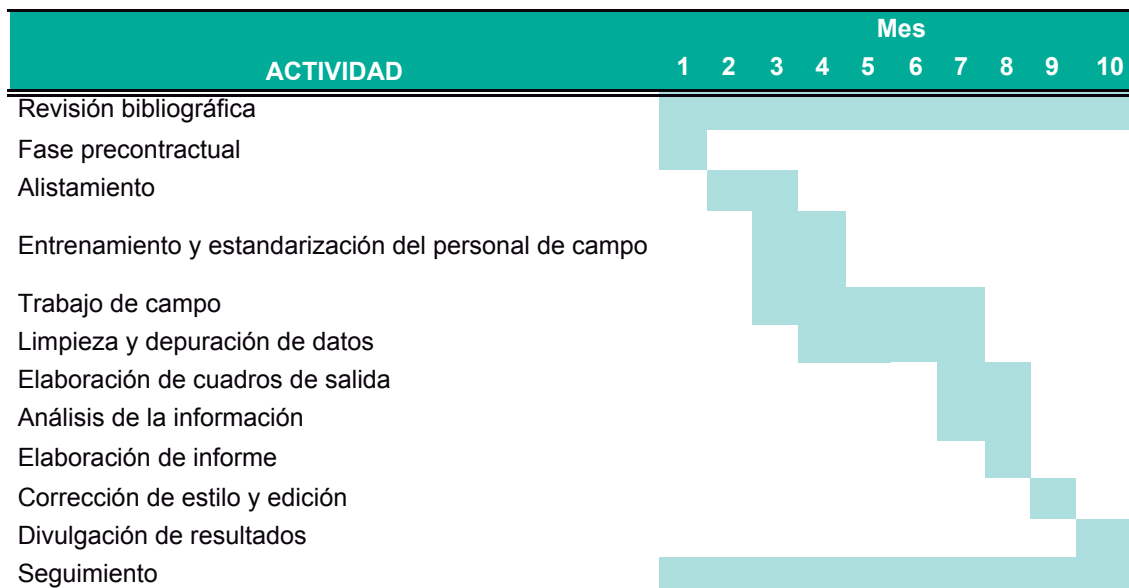 Mes
ACTIVIDAD 1 2 3 4 5 6 7 8 9 10
Revisión bibliográfica
Fase precontractual
Alistamiento
Entrenamiento y estandarización del personal de campo
Trabajo de campo
Limpieza y depuración de datos
Elaboración de cuadros de salida
Análisis de la información
Elaboración de informe
Corrección de estilo y edición
Divulgación de resultados
Seguimiento